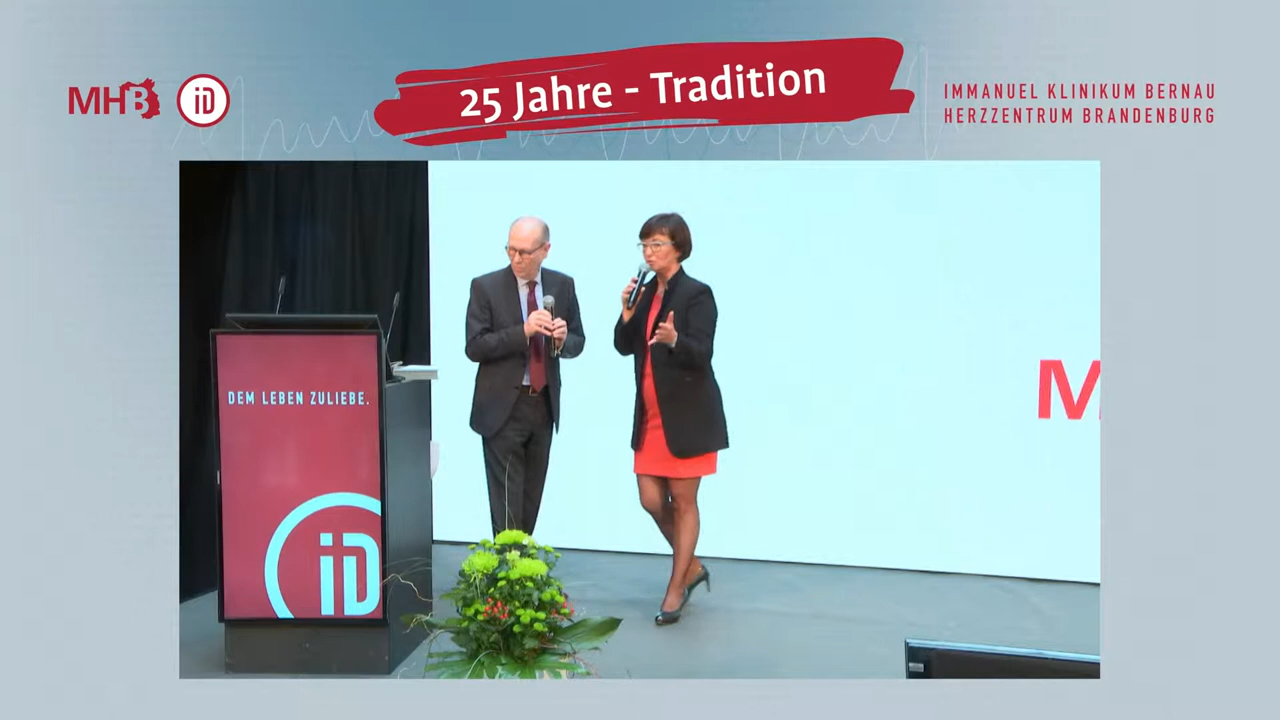 MHB
iD
25 Jahre - Tradition
IMMANUEL KLINIKUM BERNAU
HERZZENTRUM BRANDENBURG
DEM LEBEN ZULIEBE.
iD
M